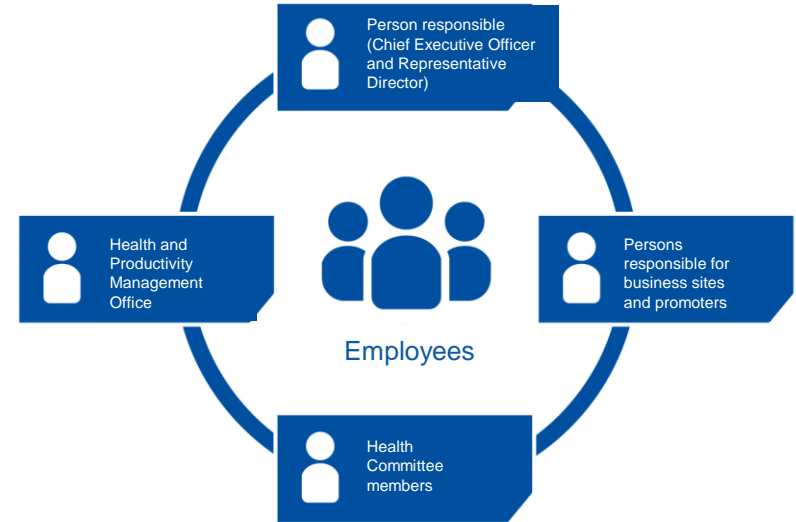 Person responsible
(Chief Executive Officer
and Representative
Director)
Health and
Productivity
Management
Office
Persons
responsible for
business sites
and promoters
Employees
Health
Committee
members